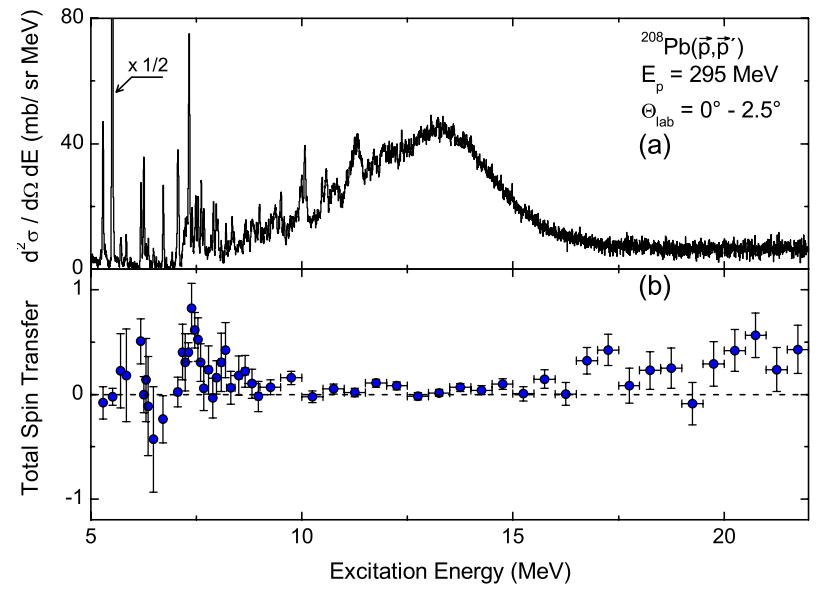 80
40
0
d²σ / dΩ dE (mb/ sr MeV)
x 1/2
²⁰⁸Pb(p⃗,p⃗´)
Eₚ = 295 MeV
Θ_lab = 0° - 2.5°
(a)
(b)
1
0
-1
Total Spin Transfer
5
10
15
20
Excitation Energy (MeV)